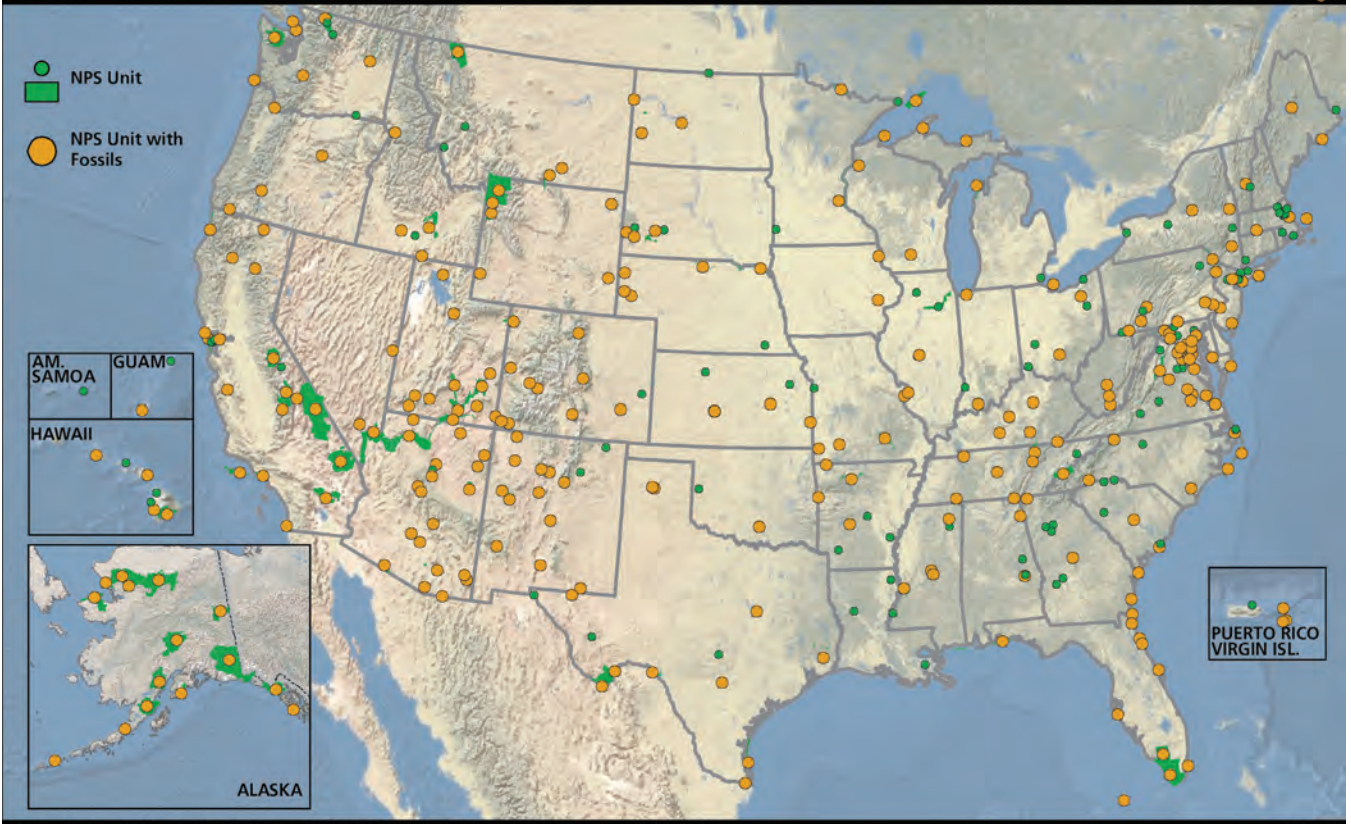 NPS Unit
NPS Unit with
Fossils
AM.
SAMOA
GUAM
HAWAII
ALASKA
PUERTO RICO
VIRGIN ISL.